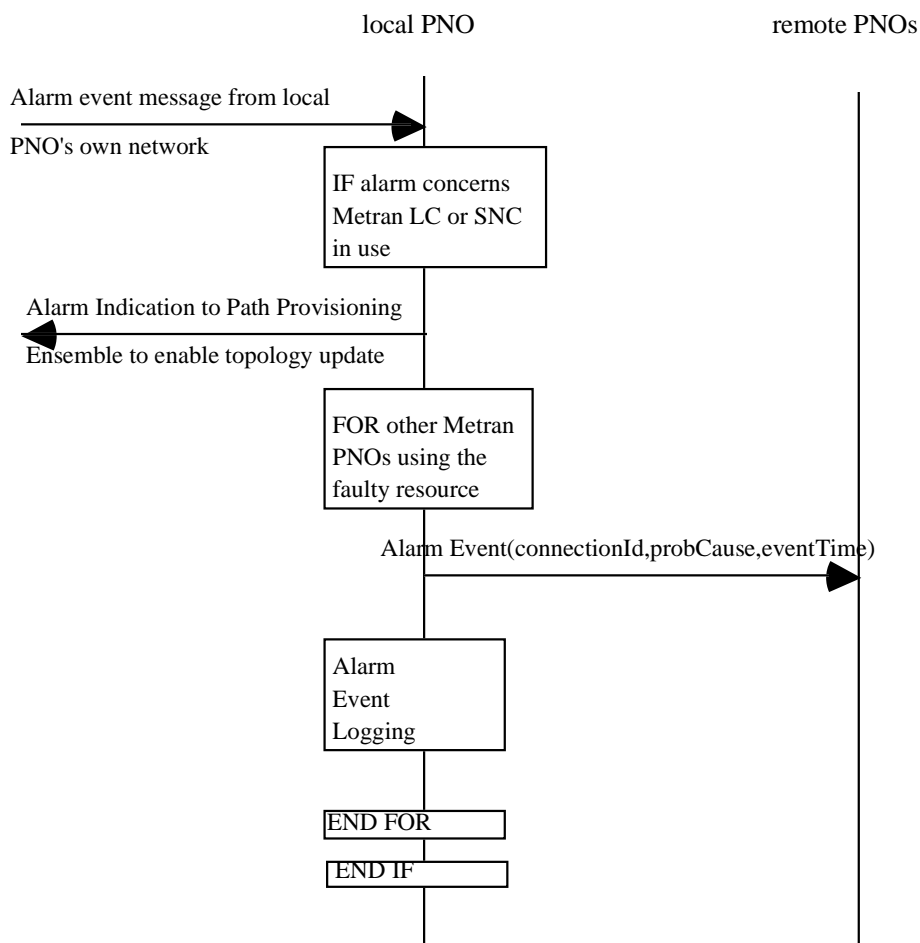 local PNO
remote PNOs
Alarm event message from local
PNO's own network
IF alarm concerns
Metran LC or SNC
in use
Alarm Indication to Path Provisioning
Ensemble to enable topology update
FOR other Metran
PNOs using the
faulty resource
Alarm Event(connectionId,probCause,eventTime)
Alarm
Event
Logging
END FOR
END IF